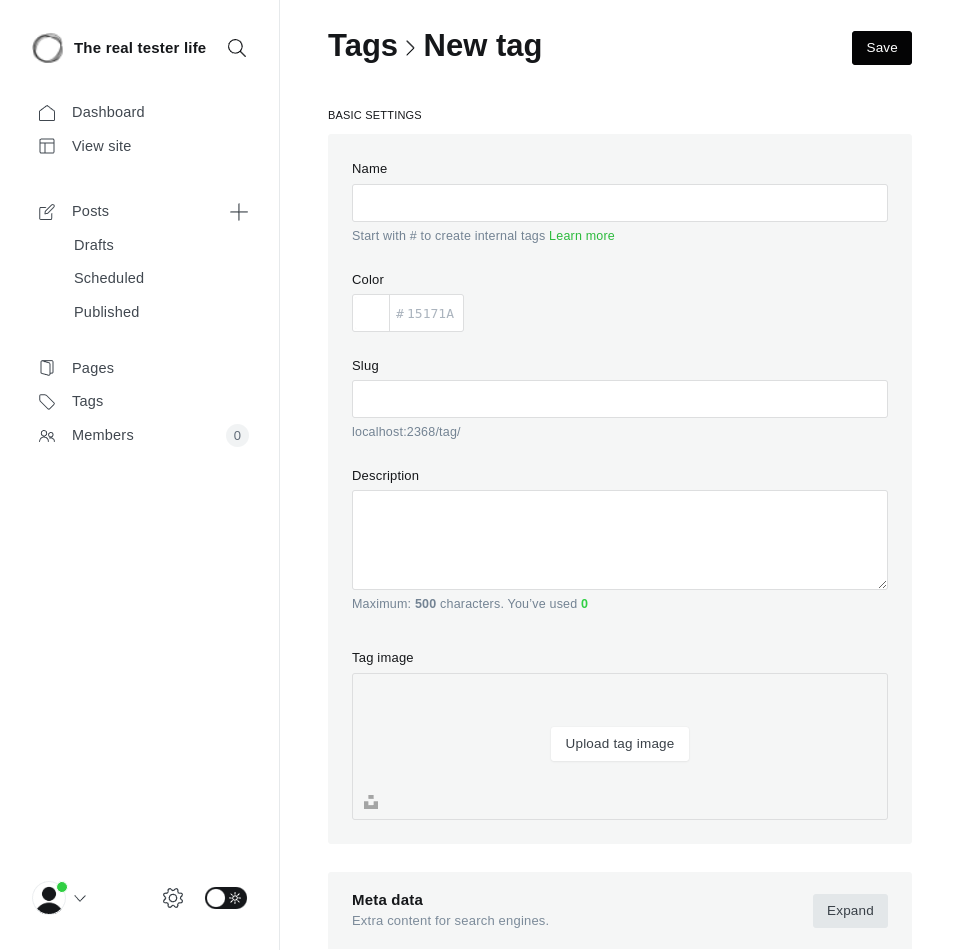 The real tester life
Dashboard
View site
Posts
Drafts
Scheduled
Published
Pages
Tags
Members
0
Tags
New tag
Save
BASIC SETTINGS
Name
Start with # to create internal tags Learn more
Color
# 15171A
Slug
localhost:2368/tag/
Description
Maximum: 500 characters. You’ve used 0
Tag image
Upload tag image
Meta data
Extra content for search engines.
Expand